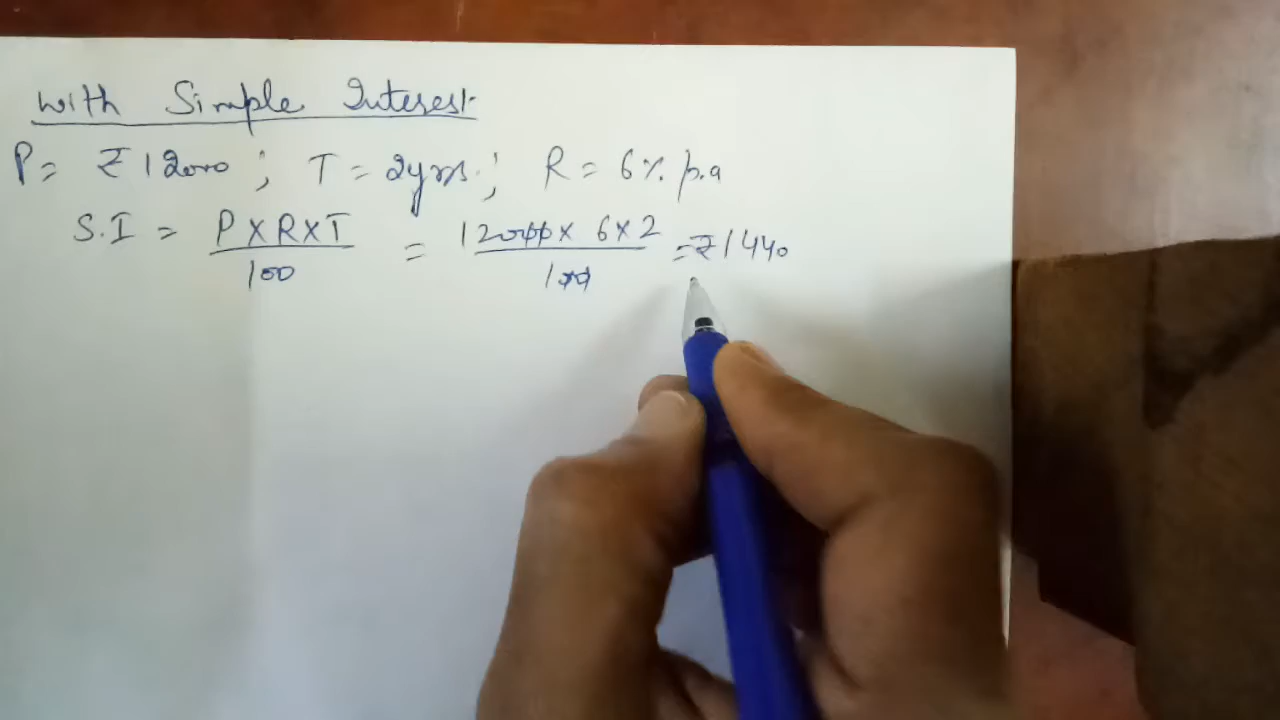 With Simple Interest
P = ₹ 12000 ; T = 2yrs. ; R = 6% p.a
S.I = P X R X T / 100 = 12000 x 6 x 2 / 100 = ₹ 1440